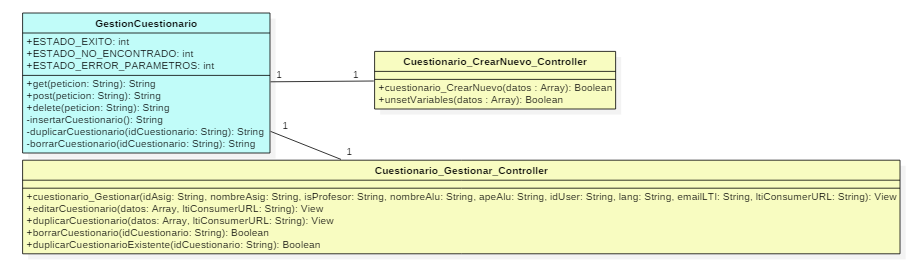 GestionCuestionario
+ESTADO_EXITO: int
+ESTADO_NO_ENCONTRADO: int
+ESTADO_ERROR_PARAMETROS: int
+get(peticion: String): String
+post(peticion: String): String
+delete(peticion: String): String
-insertarCuestionario(): String
-duplicarCuestionario(idCuestionario: String): String
-borrarCuestionario(idCuestionario: String): String
1
1
Cuestionario_CrearNuevo_Controller
+cuestionario_CrearNuevo(datos : Array): Boolean
+unsetVariables(datos : Array): Boolean
1
1
Cuestionario_Gestionar_Controller
+cuestionario_Gestionar(idAsig: String, nombreAsig: String, isProfesor: String, nombreAlu: String, apeAlu: String, idUser: String, lang: String, emailLTI: String, ltiConsumerURL: String): View
+editarCuestionario(datos: Array, ltiConsumerURL: String): View
+duplicarCuestionario(datos: Array, ltiConsumerURL: String): View
+borrarCuestionario(idCuestionario: String): Boolean
+duplicarCuestionarioExistente(idCuestionario: String): Boolean